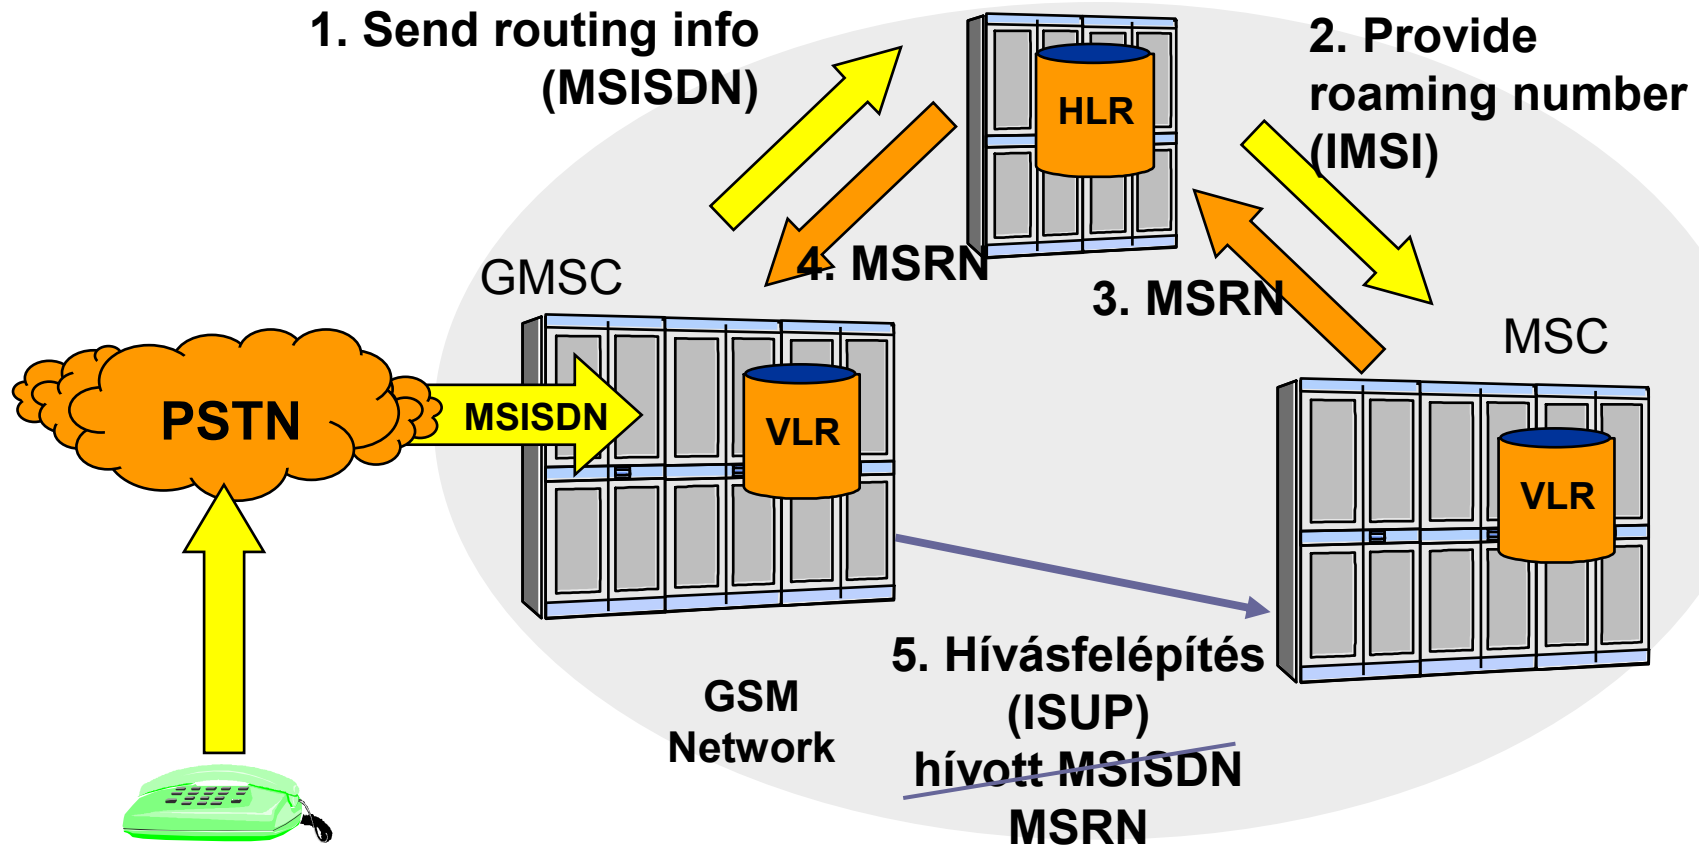 1. Send routing info
(MSISDN)
2. Provide
roaming number
(IMSI)
HLR
4. MSRN
3. MSRN
GMSC
MSC
PSTN
MSISDN
VLR
VLR
5. Hívásfelépítés
(ISUP)
hívott MSISDN
MSRN
GSM
Network